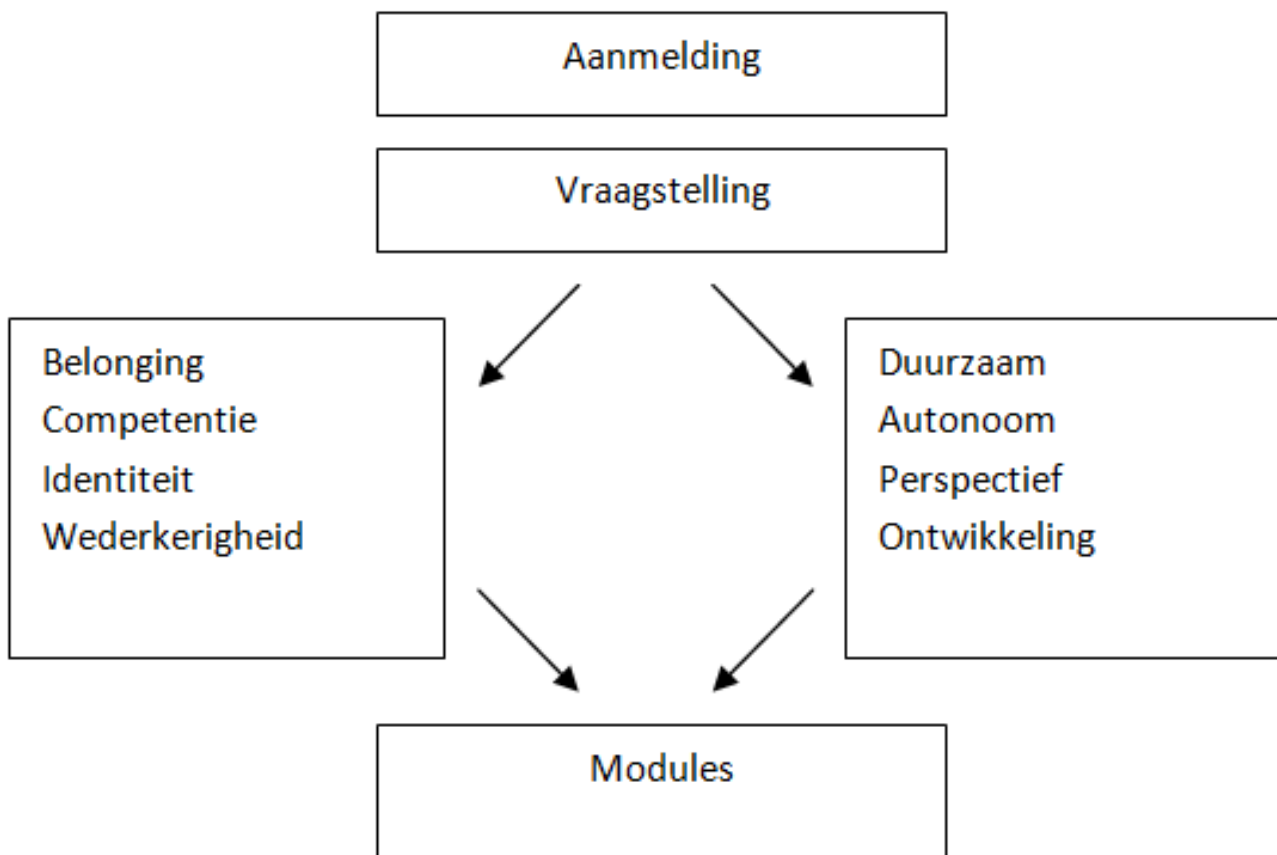 Aanmelding
Vraagstelling
Belonging
Competentie
Identiteit
Wederkerigheid
Duurzaam
Autonoom
Perspectief
Ontwikkeling
Modules